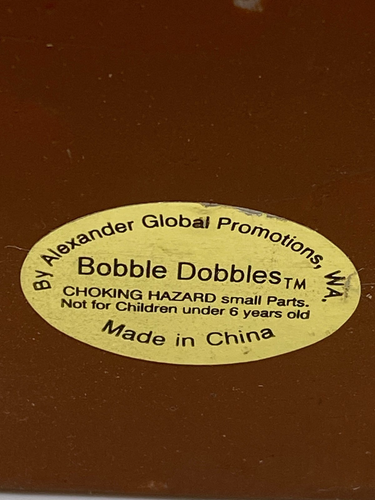 By Alexander Global Promotions, WA
Bobble Dobbles™
CHOKING HAZARD small Parts.
Not for Children under 6 years old
Made in China